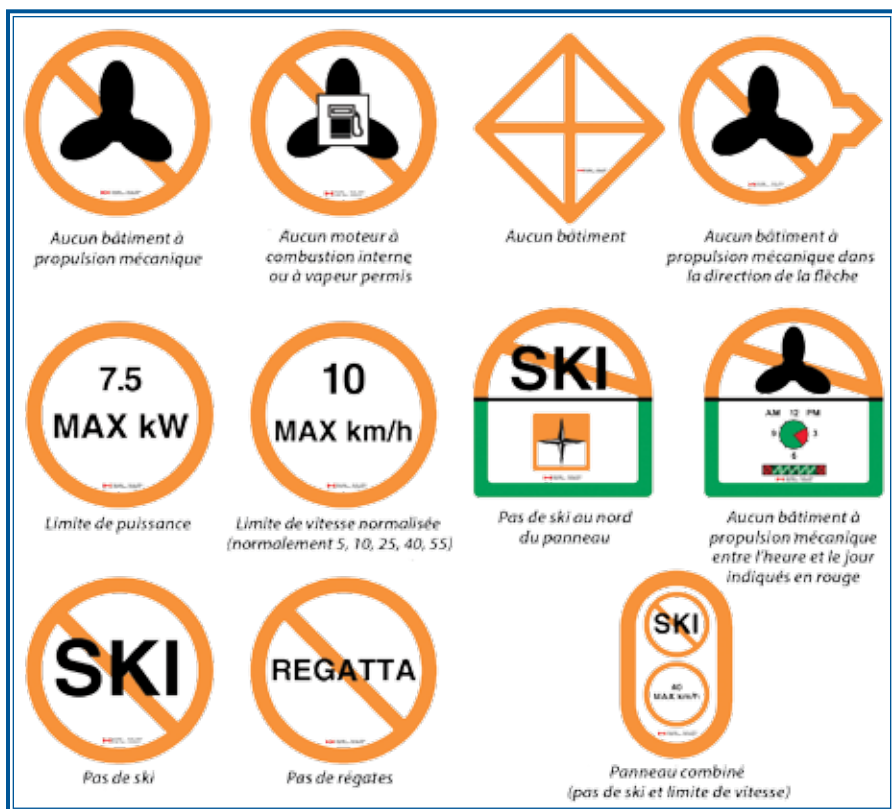 Aucun bâtiment à
propulsion mécanique
Aucun moteur à
combustion interne
ou à vapeur permis
Aucun bâtiment
Aucun bâtiment à
propulsion mécanique dans
la direction de la flèche
7.5
MAX kW
Limite de puissance
10
MAX km/h
Limite de vitesse normalisée
(normalement 5, 10, 25, 40, 55)
SKI
Pas de ski au nord
du panneau
AM 12 PM
9 3
6
Aucun bâtiment à
propulsion mécanique
entre l'heure et le jour
indiqués en rouge
SKI
Pas de ski
REGATTA
Pas de régates
SKI
40
MAX km/h
Panneau combiné
(pas de ski et limite de vitesse)